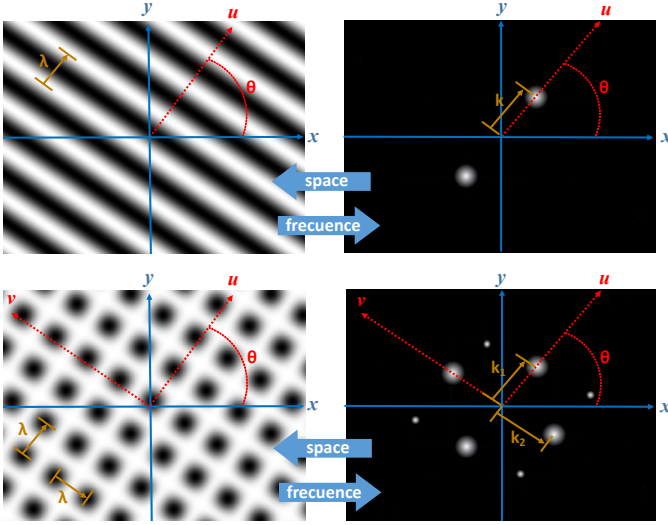 y
u
λ
θ
x
y
u
k
θ
x
space
frecuence
y
v
u
θ
x
λ
λ
y
v
u
k1
θ
x
k2
space
frecuence